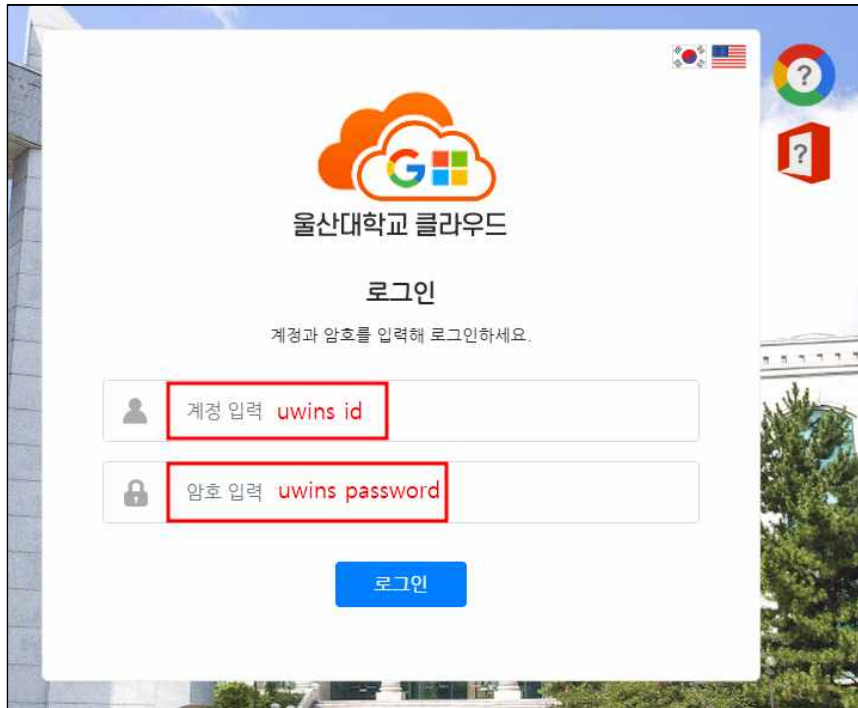 울산대학교 클라우드
로그인
계정과 암호를 입력해 로그인하세요.
계정 입력 uwins id
암호 입력 uwins password
로그인